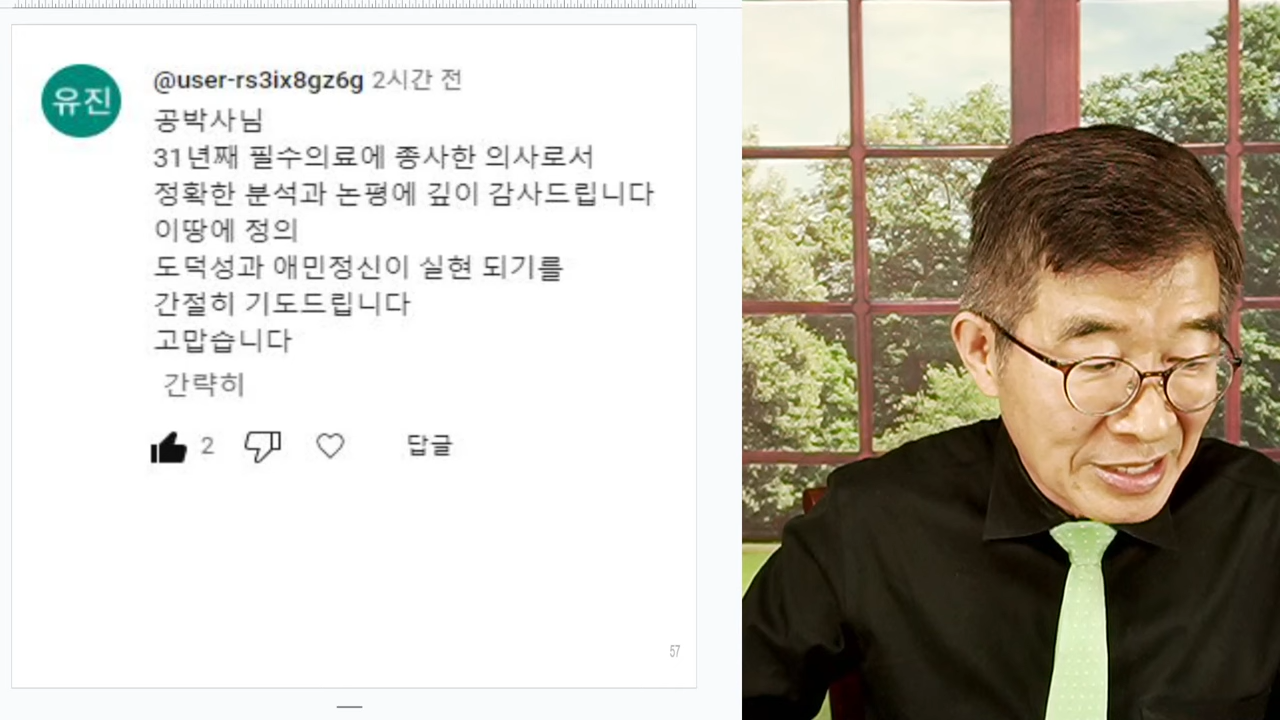 유진
@user-rs3ix8gz6g 2시간 전
공박사님
31년째 필수의료에 종사한 의사로서
정확한 분석과 논평에 깊이 감사드립니다
이땅에 정의
도덕성과 애민정신이 실현 되기를
간절히 기도드립니다
고맙습니다
간략히
2 답글
57